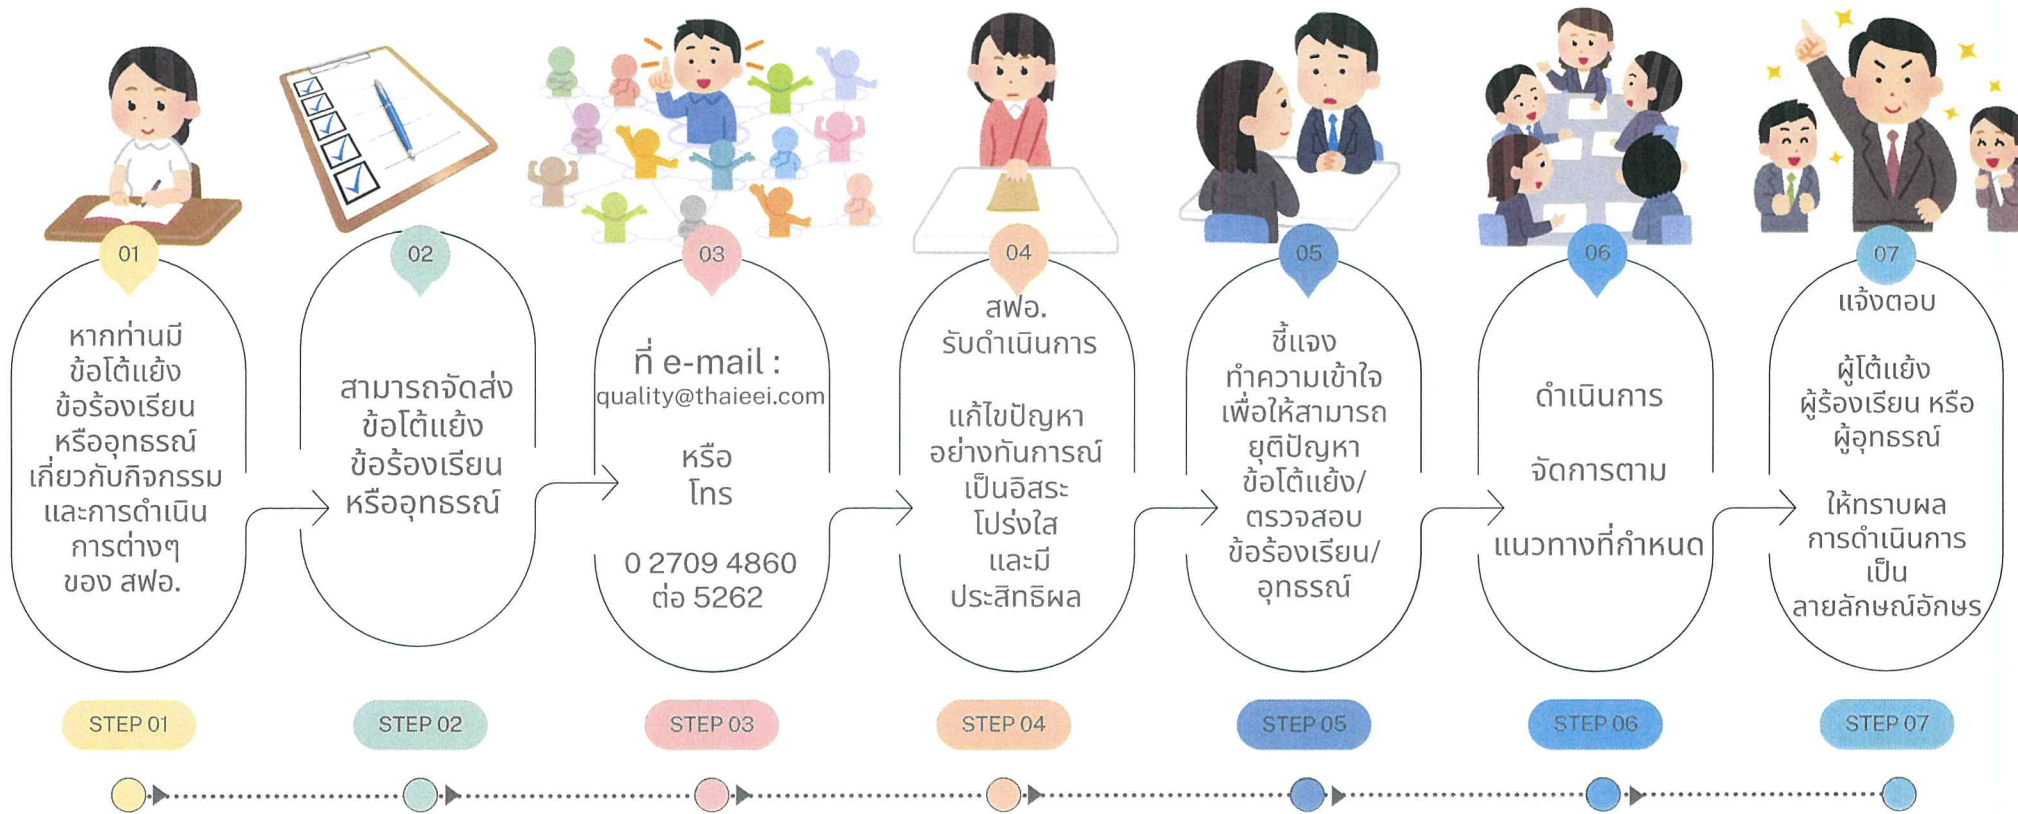 01
หากท่านมี
ข้อโต้แย้ง
ข้อร้องเรียน
หรืออุทธรณ์
เกี่ยวกับกิจกรรม
และการดำเนิน
การต่างๆ
ของ สฟอ.
02
สามารถจัดส่ง
ข้อโต้แย้ง
ข้อร้องเรียน
หรืออุทธรณ์
03
ที่ e-mail :
quality@thaieei.com
หรือ
โทร
0 2709 4860
ต่อ 5262
04
สฟอ.
รับดำเนินการ
แก้ไขปัญหา
อย่างทันการณ์
เป็นอิสระ
โปร่งใส
และมี
ประสิทธิผล
05
ชี้แจง
ทำความเข้าใจ
เพื่อให้สามารถ
ยุติปัญหา
ข้อโต้แย้ง/
ตรวจสอบ
ข้อร้องเรียน/
อุทธรณ์
06
ดำเนินการ
จัดการตาม
แนวทางที่กำหนด
07
แจ้งตอบ
ผู้โต้แย้ง
ผู้ร้องเรียน หรือ
ผู้อุทธรณ์
ให้ทราบผล
การดำเนินการ
เป็น
ลายลักษณ์อักษร
STEP 01
STEP 02
STEP 03
STEP 04
STEP 05
STEP 06
STEP 07